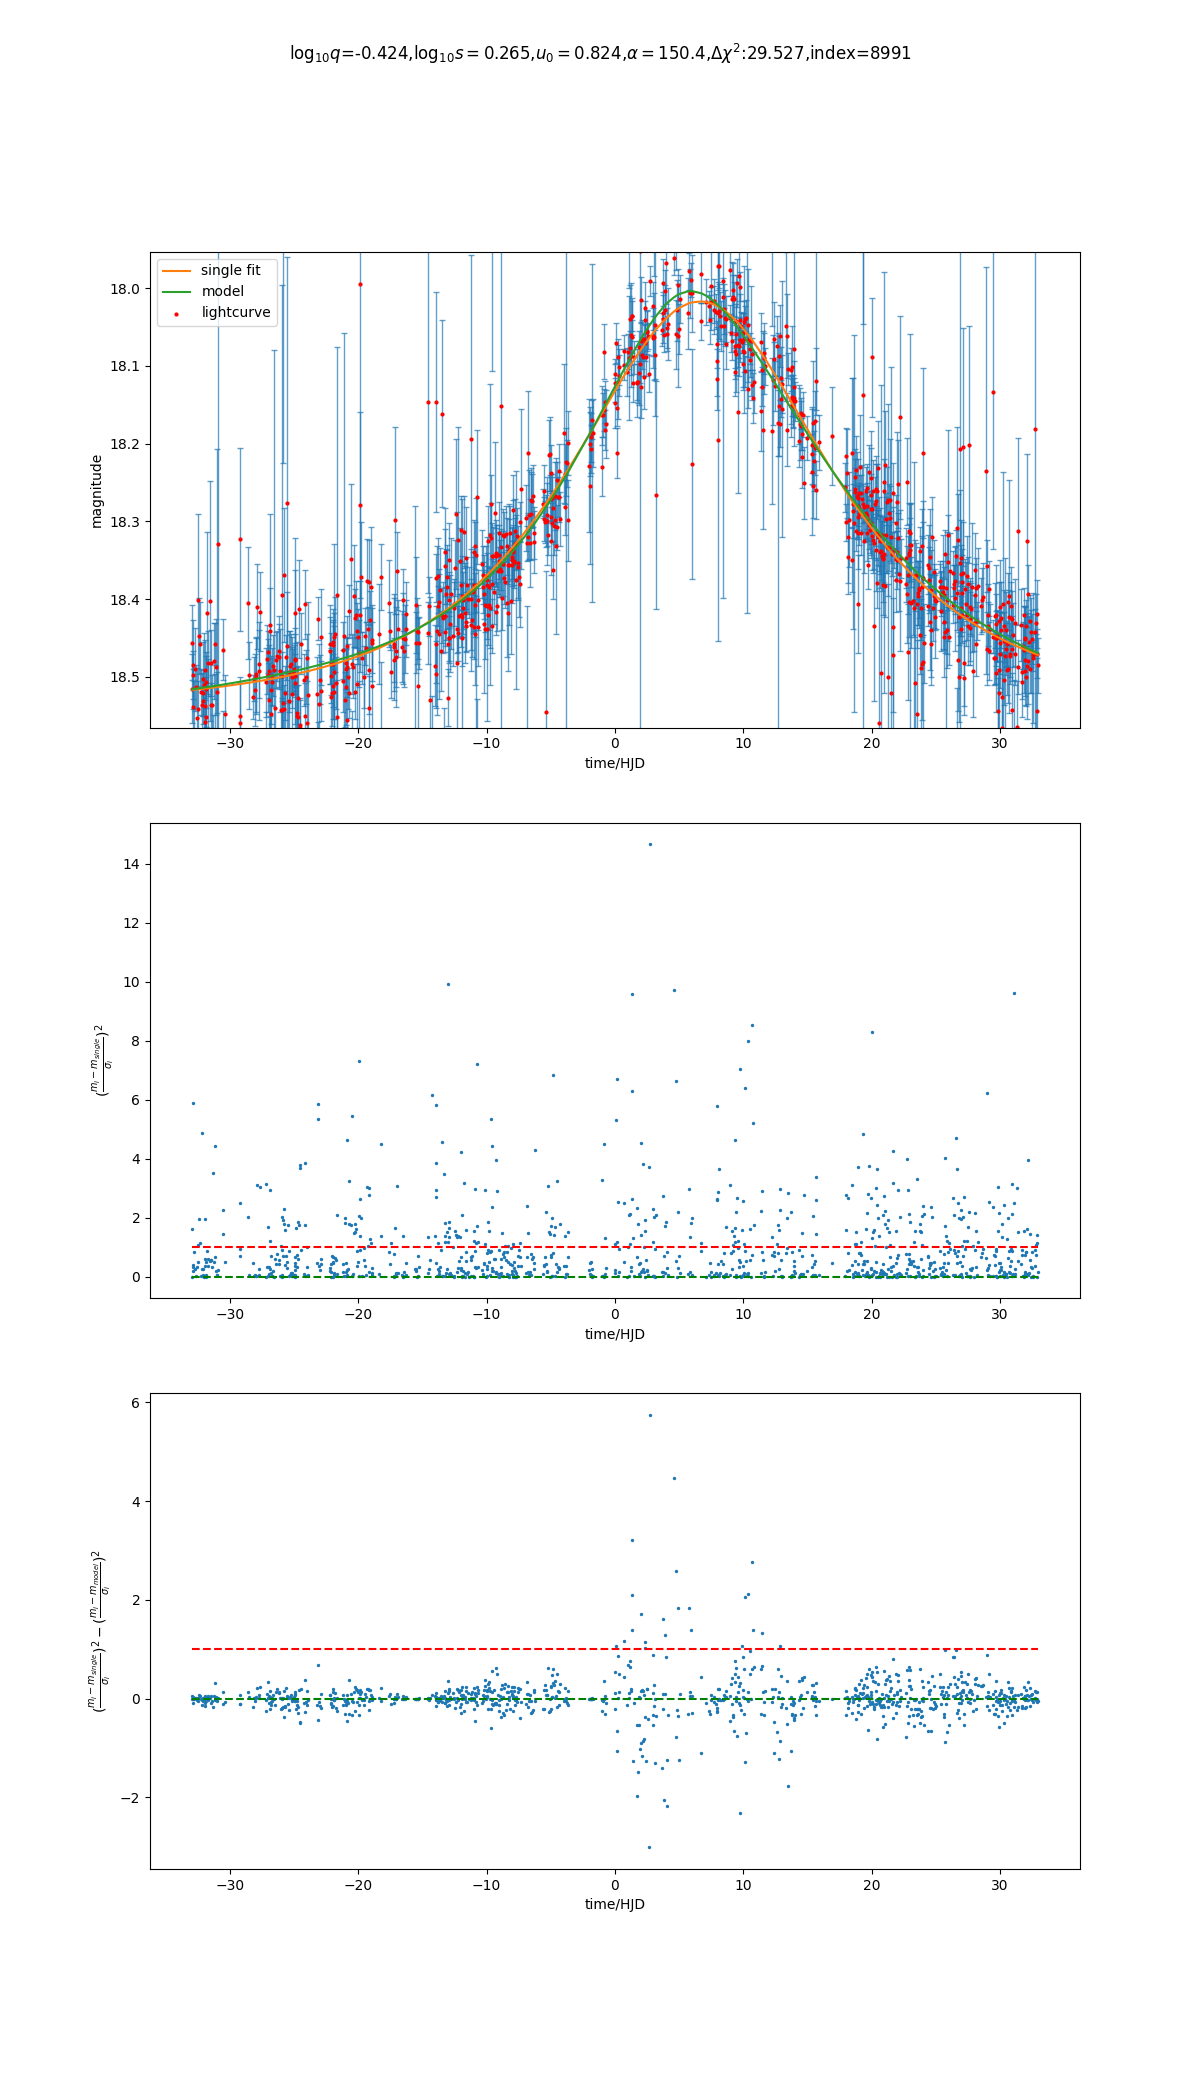 log₁₀q=-0.424,log₁₀s = 0.265,u₀ = 0.824,α = 150.4,Δχ²:29.527,index=8991
single fit
model
lightcurve
18.0
18.1
18.2
18.3
18.4
18.5
magnitude
−30 −20 −10 0 10 20 30
time/HJD
14
12
10
8
6
4
2
0
((mᵢ − m_single)/σᵢ)²
−30 −20 −10 0 10 20 30
time/HJD
6
4
2
0
−2
((mᵢ − m_single)/σᵢ)² − ((mᵢ − m_model)/σᵢ)²
−30 −20 −10 0 10 20 30
time/HJD